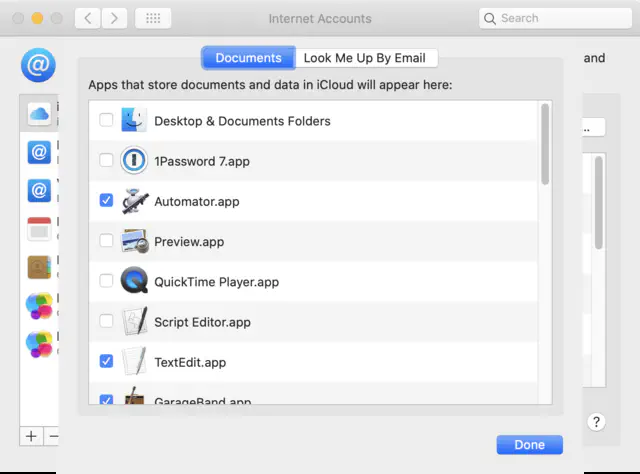 Internet Accounts
Search
Documents
Look Me Up By Email
and
Apps that store documents and data in iCloud will appear here:
Desktop & Documents Folders
1Password 7.app
Automator.app
Preview.app
QuickTime Player.app
Script Editor.app
TextEdit.app
GarageBand.app
?
Done